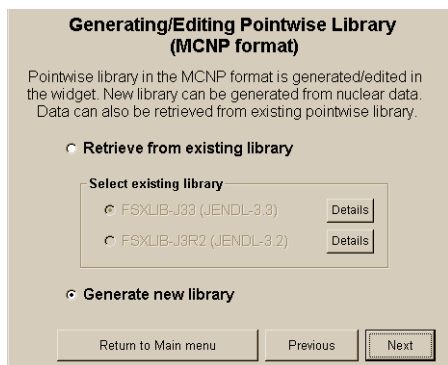 Generating/Editing Pointwise Library
(MCNP format)
Pointwise library in the MCNP format is generated/edited in
the widget. New library can be generated from nuclear data.
Data can also be retrieved from existing pointwise library.
Retrieve from existing library
Select existing library
FSXLIB-J33 (JENDL-3.3)
Details
FSXLIB-J3R2 (JENDL-3.2)
Details
Generate new library
Return to Main menu
Previous
Next